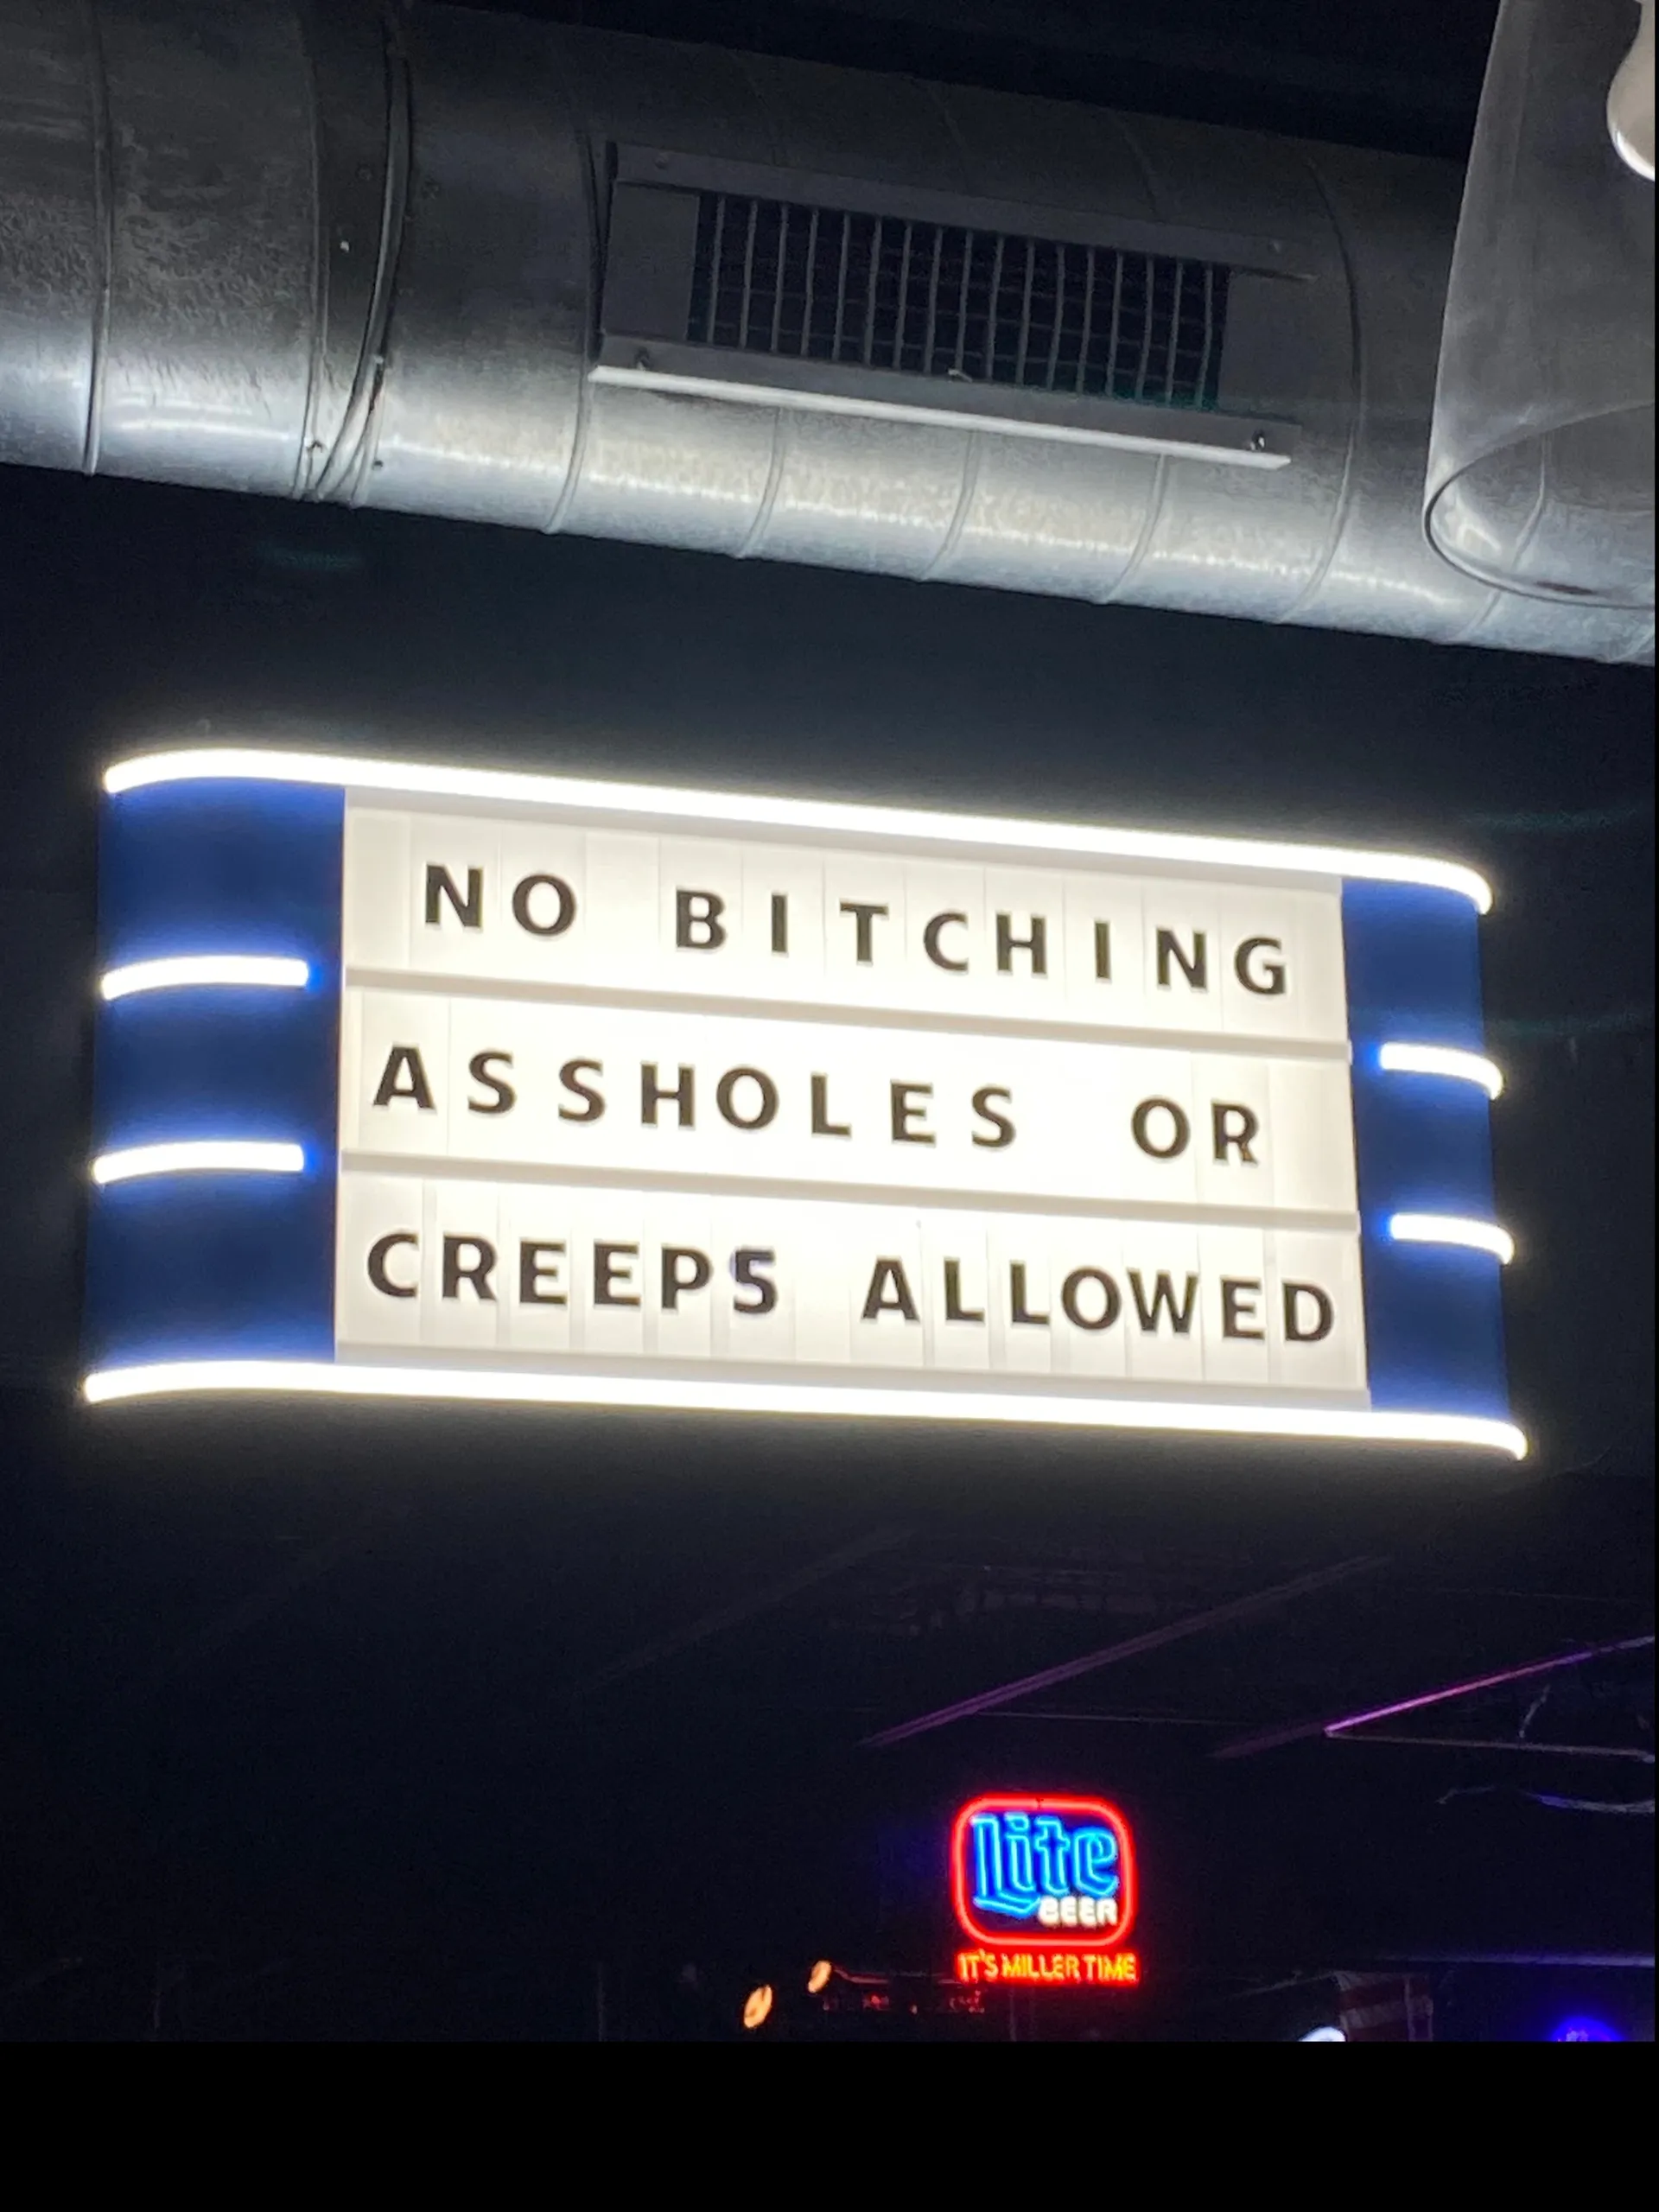 NO BITCHING
ASSHOLES OR
CREEPS ALLOWED
Lite
BEER
IT'S MILLER TIME